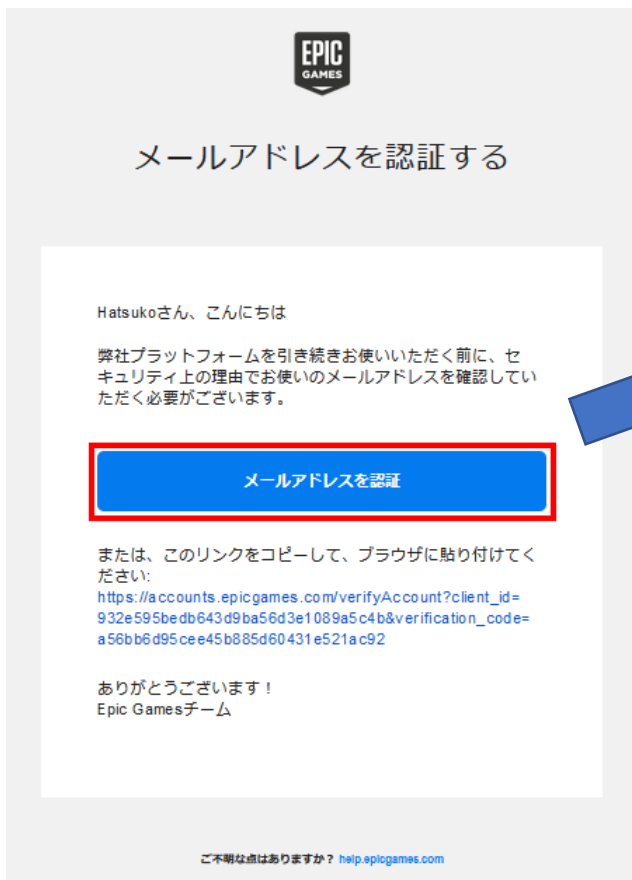 EPIC
GAMES
メールアドレスを認証する
Hatsukoさん、こんにちは
弊社プラットフォームを引き続きお使いいただく前に、セ
キュリティ上の理由でお使いのメールアドレスを確認してい
ただく必要がございます。
メールアドレスを認証
または、このリンクをコピーして、ブラウザに貼り付けてく
ださい:
https://accounts.epicgames.com/verifyAccount?client_id=
932e595bedb643d9ba56d3e1089a5c4b&verification_code=
a56bb6d95cee45b885d60431e521ac92
ありがとうございます！
Epic Gamesチーム
ご不明な点はありますか？ help.epicgames.com